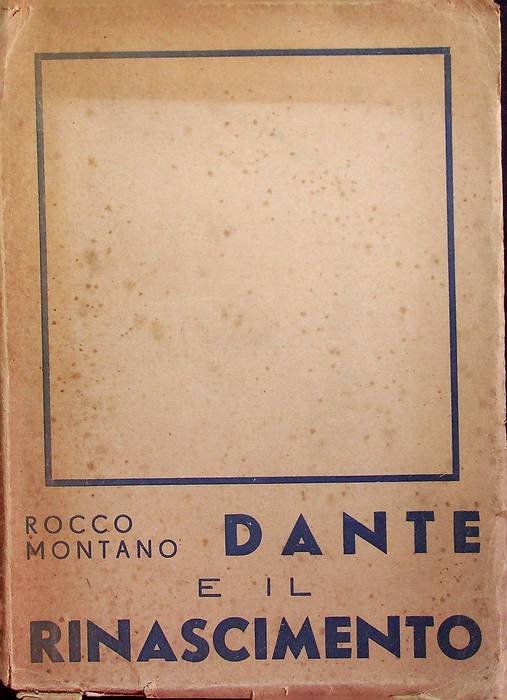 ROCCO
MONTANO
DANTE
E IL
RINASCIMENTO